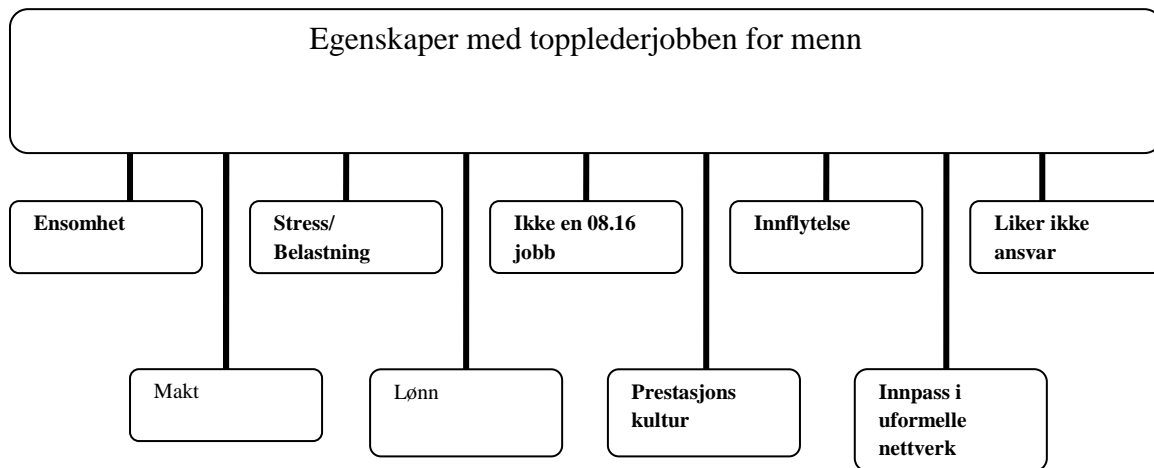 Egenskaper med topplederjobben for menn
Ensomhet
Stress/
Belastning
Ikke en 08.16
jobb
Innflytelse
Liker ikke
ansvar
Makt
Lønn
Prestasjons
kultur
Innpass i
uformelle
nettverk